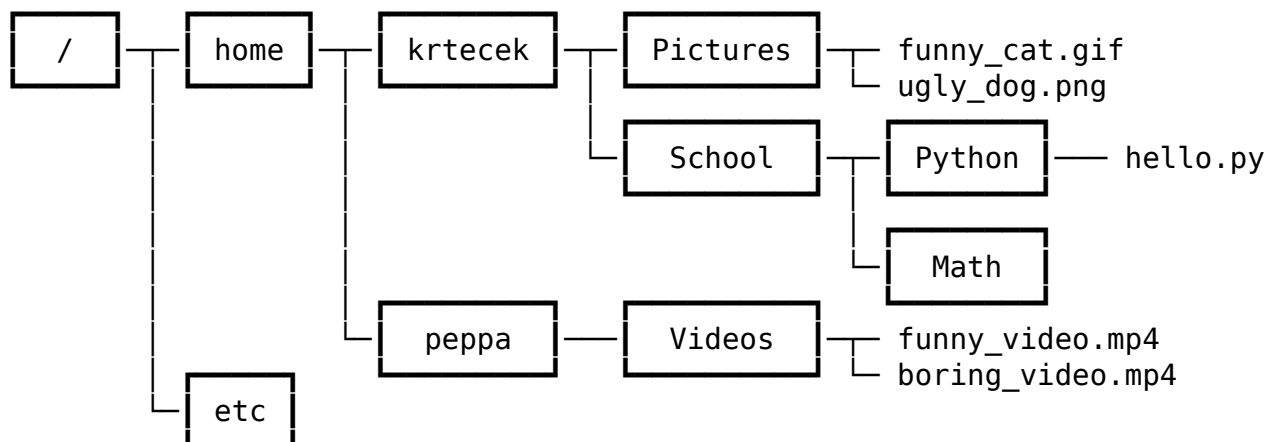 / home krtecek Pictures funny_cat.gif
ugly_dog.png
School Python hello.py
Math
peppa Videos funny_video.mp4
boring_video.mp4
etc